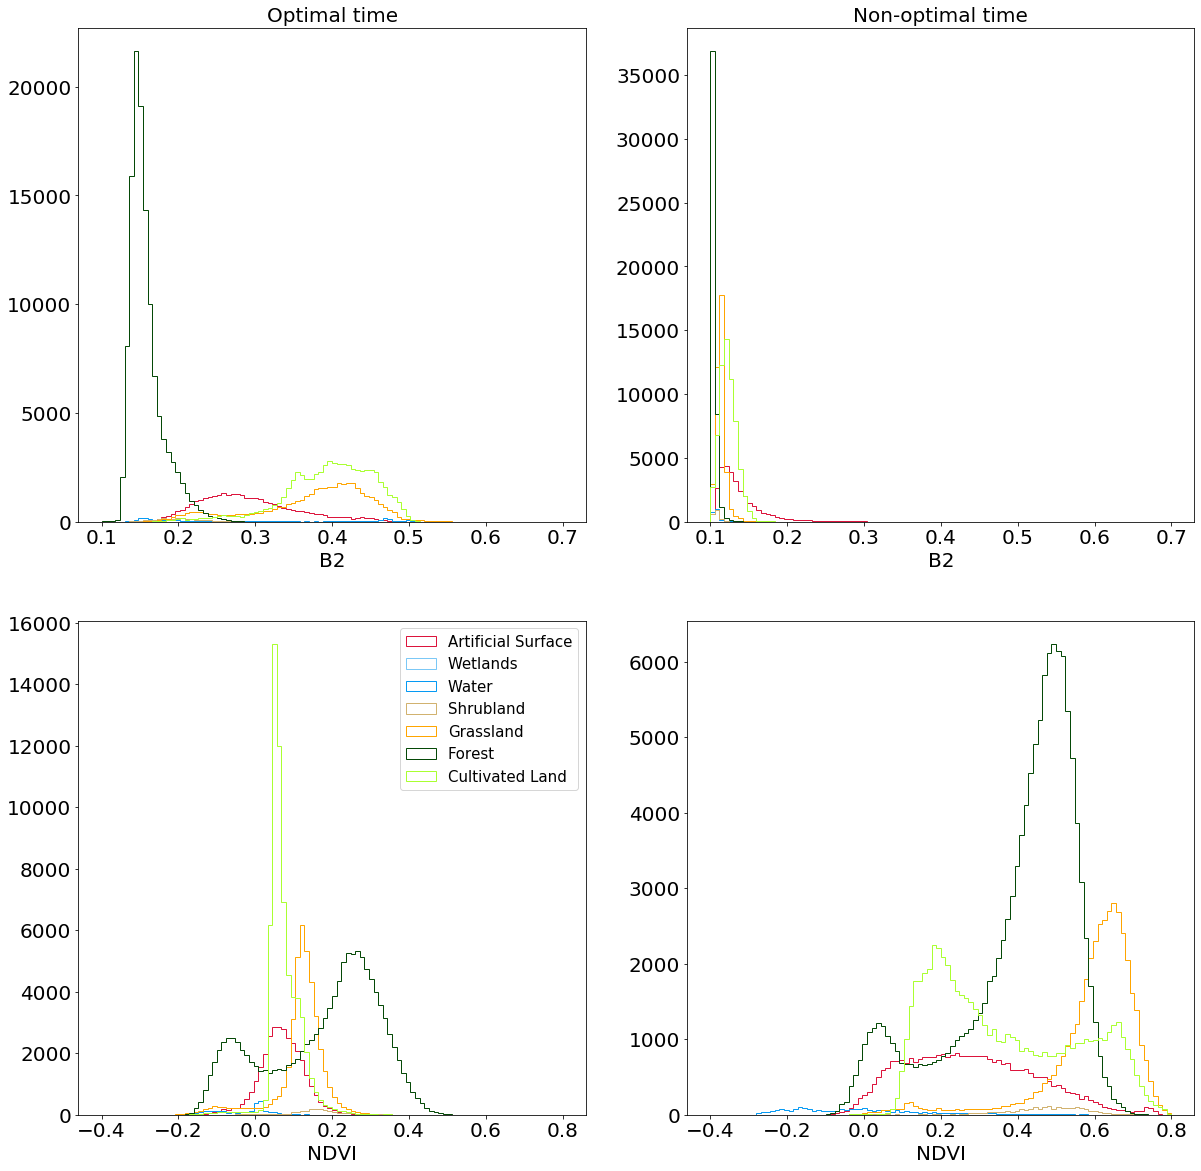 Optimal time
Non-optimal time
20000
15000
10000
5000
0
0.1 0.2 0.3 0.4 0.5 0.6 0.7
B2
35000
30000
25000
20000
15000
10000
5000
0
0.1 0.2 0.3 0.4 0.5 0.6 0.7
B2
16000
14000
12000
10000
8000
6000
4000
2000
0
−0.4 −0.2 0.0 0.2 0.4 0.6 0.8
NDVI
Artificial Surface
Wetlands
Water
Shrubland
Grassland
Forest
Cultivated Land
6000
5000
4000
3000
2000
1000
0
−0.4 −0.2 0.0 0.2 0.4 0.6 0.8
NDVI